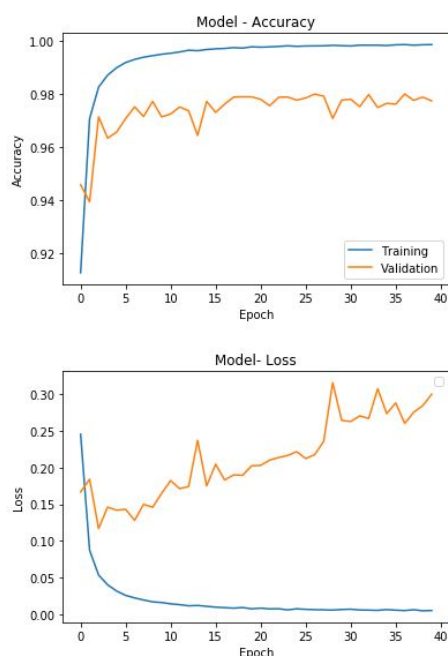 Model - Accuracy
1.00
0.98
0.96
0.94
0.92
Accuracy
Training
Validation
0 5 10 15 20 25 30 35 40
Epoch
Model- Loss
0.30
0.25
0.20
0.15
0.10
0.05
0.00
Loss
0 5 10 15 20 25 30 35 40
Epoch